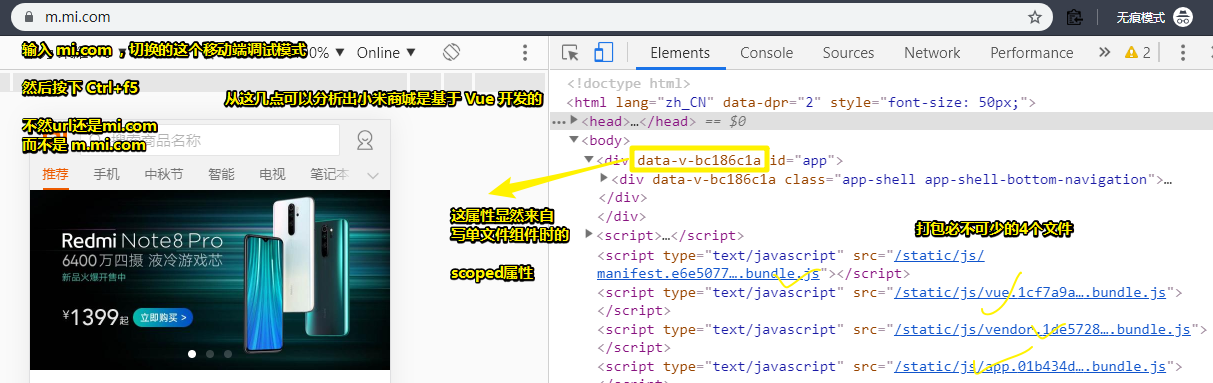 m.mi.com
无痕模式
输入 mi.com ，切换的这个移动端调试模式
0%
Online
然后按下 Ctrl+f5
从这几点可以分析出小米商城是基于 Vue 开发的
不然url还是mi.com
而不是 m.mi.com
搜索商品名称
推荐 手机 中秋节 智能 电视 笔记本
Redmi Note8 Pro
6400万四摄 液冷游戏芯
新品火爆开售中
¥1399起 立即购买 >
这属性显然来自
写单文件组件时的
scoped属性
Elements Console Sources Network Performance » 2
<!doctype html>
<html lang="zh_CN" data-dpr="2" style="font-size: 50px;">
<head>…</head> == $0
<body>
<div data-v-bc186c1a id="app">
<div data-v-bc186c1a class="app-shell app-shell-bottom-navigation">…
</div>
</div>
打包必不可少的4个文件
<script>…</script>
<script type="text/javascript" src="/static/js/
manifest.e6e5077….bundle.js"></script>
<script type="text/javascript" src="/static/js/vue.1cf7a9a….bundle.js">
</script>
<script type="text/javascript" src="/static/js/vendor.1de5728….bundle.js">
</script>
<script type="text/javascript" src="/static/js/app.01b434d….bundle.js">
</script>